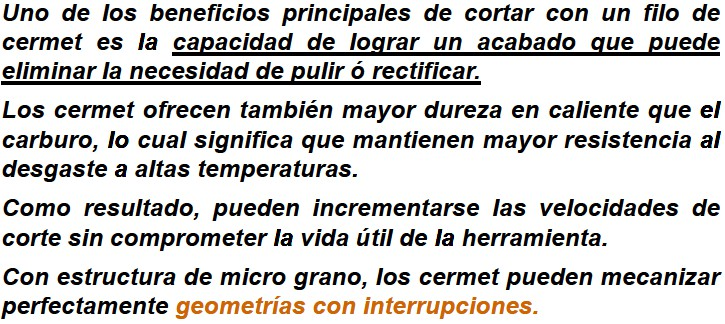 Uno de los beneficios principales de cortar con un filo de
cermet es la capacidad de lograr un acabado que puede
eliminar la necesidad de pulir ó rectificar.
Los cermet ofrecen también mayor dureza en caliente que el
carburo, lo cual significa que mantienen mayor resistencia al
desgaste a altas temperaturas.
Como resultado, pueden incrementarse las velocidades de
corte sin comprometer la vida útil de la herramienta.
Con estructura de micro grano, los cermet pueden mecanizar
perfectamente geometrías con interrupciones.